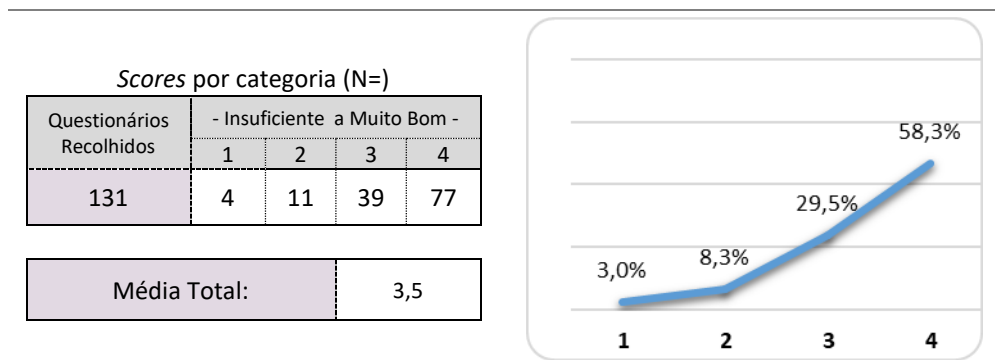 Scores por categoria (N=)
Questionários Recolhidos
- Insuficiente a Muito Bom -
1 2 3 4
131 4 11 39 77
Média Total: 3,5
58,3%
29,5%
8,3%
3,0%
1 2 3 4